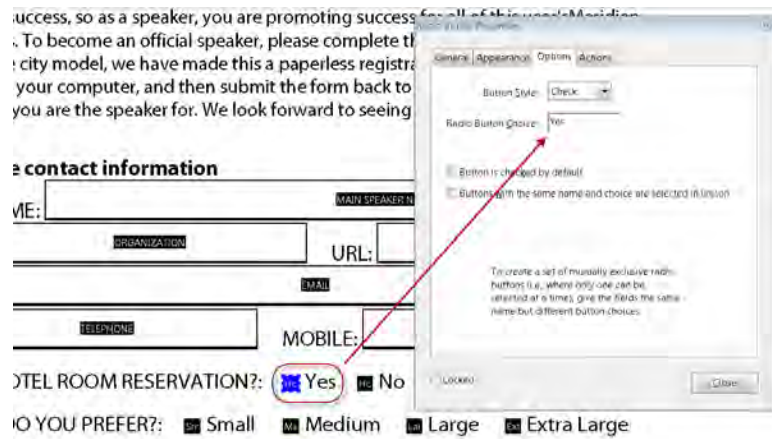 success, so as a speaker, you are promoting success for all of this year's Meridian
. To become an official speaker, please complete th
city model, we have made this a paperless registra
your computer, and then submit the form back to
you are the speaker for. We look forward to seeing
e contact information
ME:
MAIN SPEAKER N
ORGANIZATION
URL:
EMAIL
TELEPHONE
MOBILE:
OTEL ROOM RESERVATION?: Yes No
DO YOU PREFER?: Small Medium Large Extra Large
Properties
General Appearance Options Actions
Button Style: Check
Radio Button Choice: Yes
Button is checked by default
Buttons with the same name and choice are selected in unison
To create a set of mutually exclusive radio
buttons (i.e., where only one can be
selected at a time), give the fields the same
name but different button choices.
Locked
Close